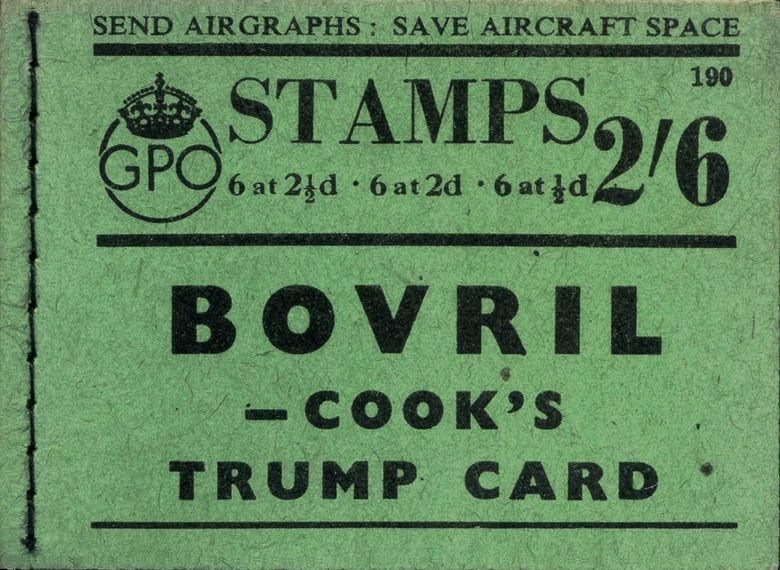 SEND AIRGRAPHS: SAVE AIRCRAFT SPACE
190
GPO
STAMPS
6 at 2½d · 6 at 2d · 6 at ½d
2/6
BOVRIL
—COOK'S
TRUMP CARD